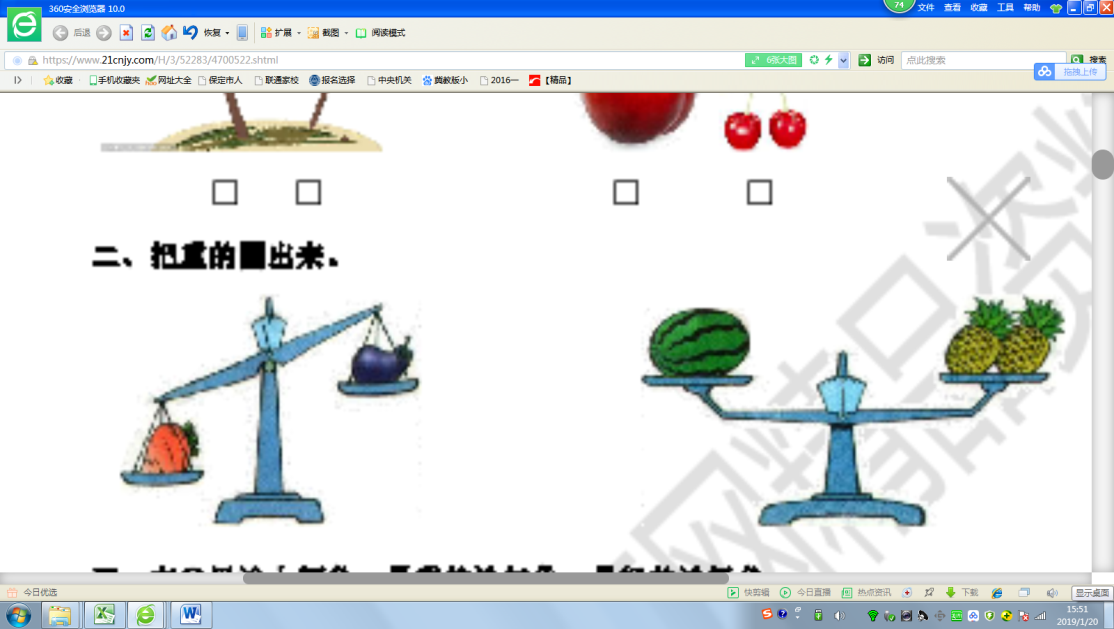 360安全浏览器 10.0
74
文件 查看 收藏 工具 帮助
后退 恢复 扩展 截图 阅读模式
https://www.21cnjy.com/H/3/52283/4700522.shtml 6张大图 访问 点此搜索 搜索
拖拽上传
收藏 手机收藏夹 网址大全 保定市人 联通家校 报名选择 中央机关 冀教版小 2016一 【精品】
二、把重的圈出来。
今日优选 快剪辑 今日直播 热点资讯 下载 显示桌面
15:51
2019/1/20